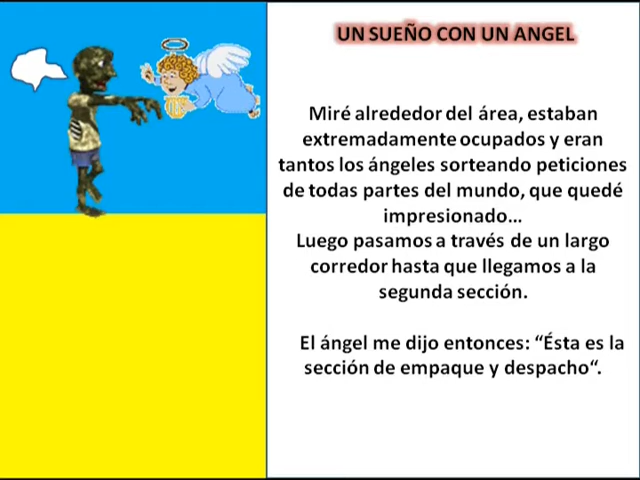 UN SUEÑO CON UN ANGEL
Miré alrededor del área, estaban
extremadamente ocupados y eran
tantos los ángeles sorteando peticiones
de todas partes del mundo, que quedé
impresionado...
Luego pasamos a través de un largo
corredor hasta que llegamos a la
segunda sección.
El ángel me dijo entonces: “Ésta es la
sección de empaque y despacho“.